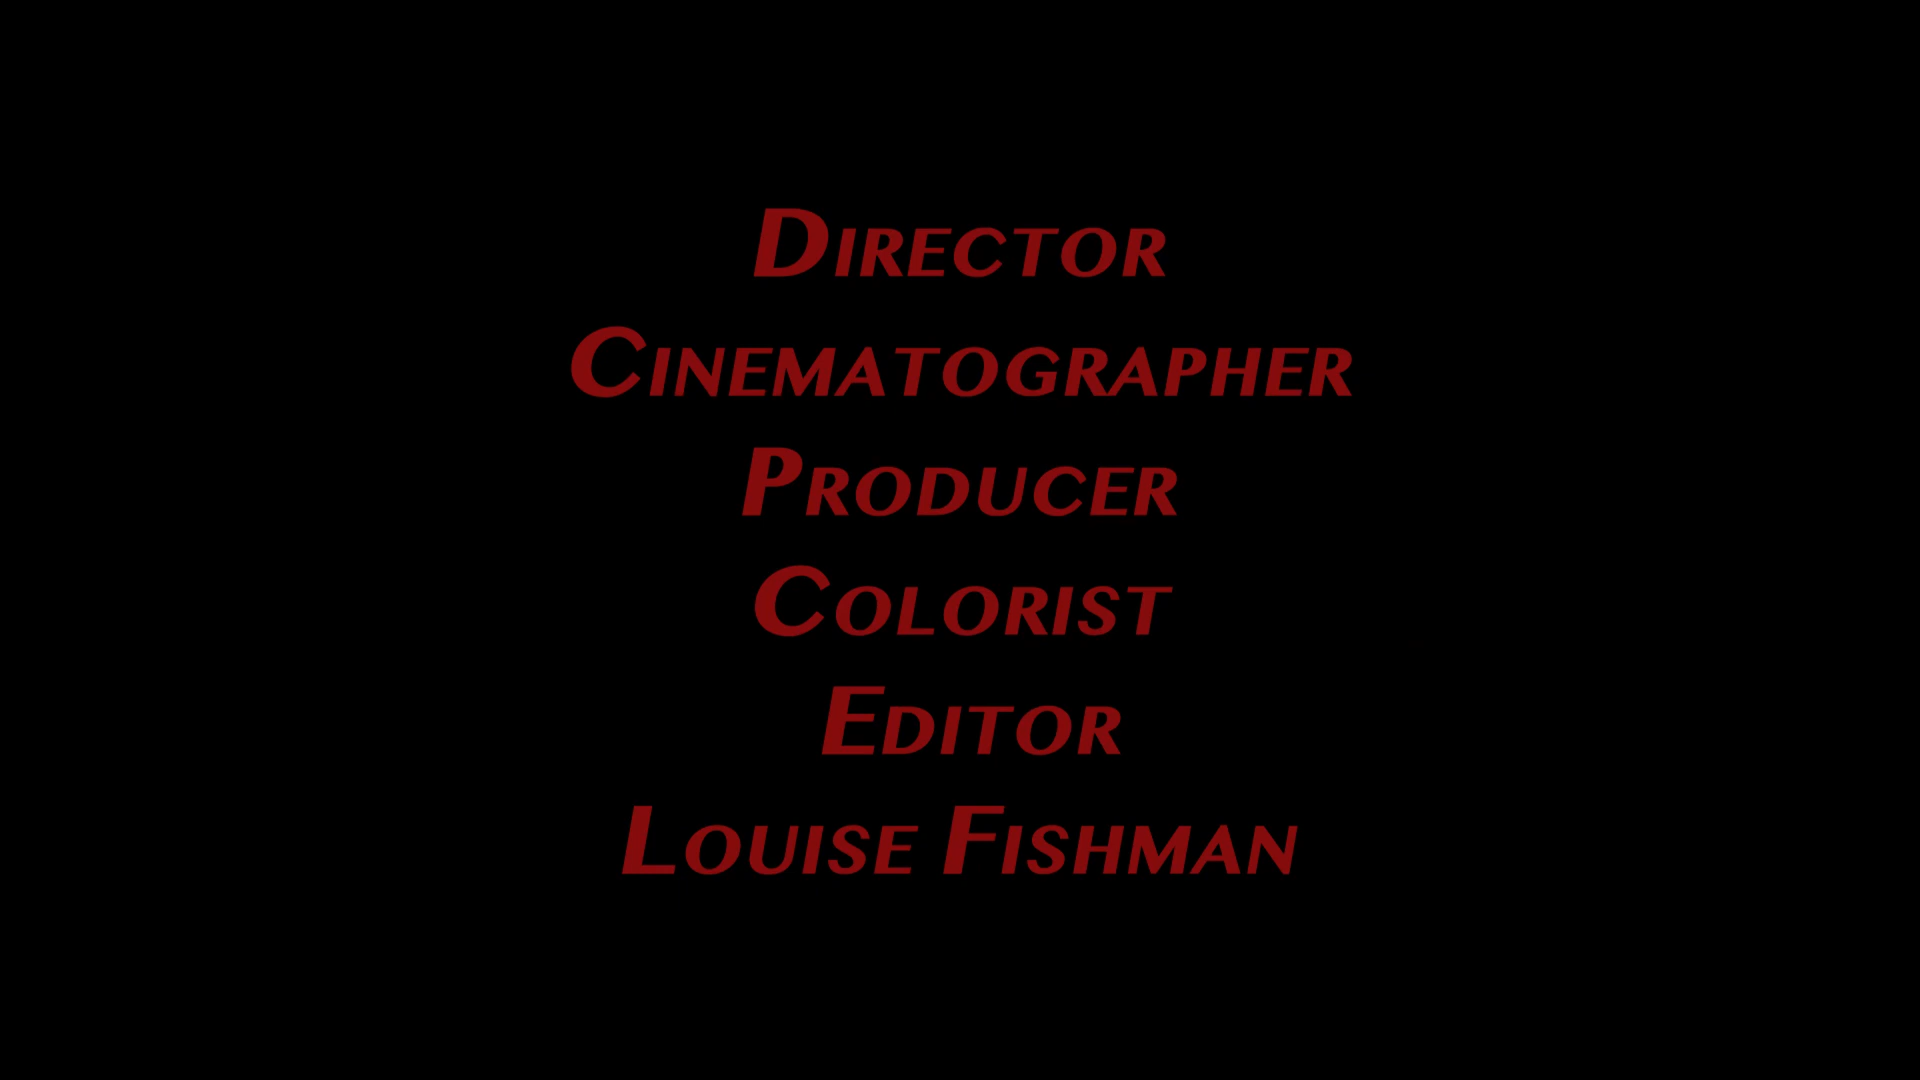 Director
Cinematographer
Producer
Colorist
Editor
Louise Fishman